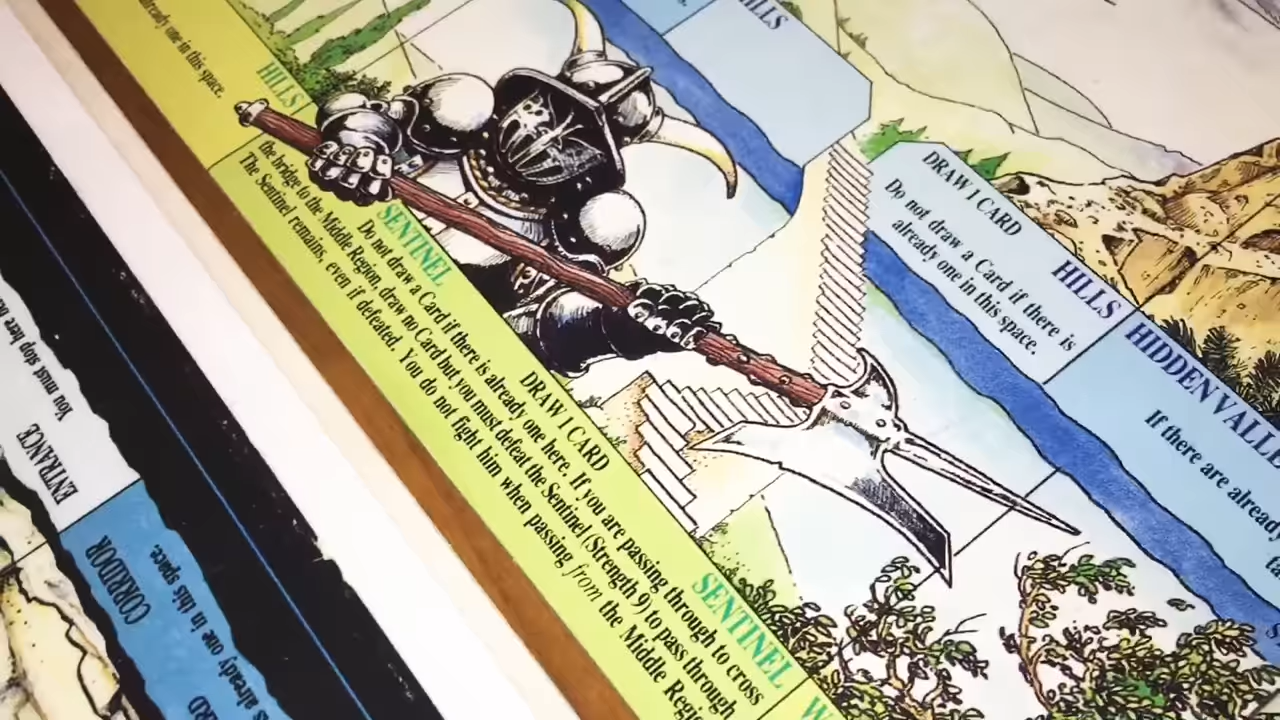 already one in this space.
HILLS
SENTINEL
DRAW 1 CARD
Do not draw a Card if there is already one here. If you are passing through to cross
the bridge to the Middle Region, draw no Card but you must defeat the Sentinel (Strength 9) to pass through
The Sentinel remains, even if defeated. You do not fight him when passing from the Middle
SENTINEL
HILLS
DRAW 1 CARD
Do not draw a Card if there is
already one in this space.
HILLS
HIDDEN
If there are already
You must stop here
ENTRANCE
CORRIDOR
already one in this space.